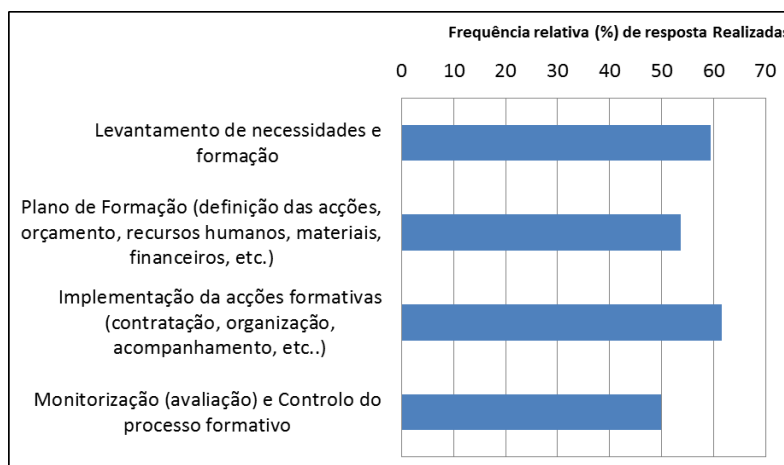 Frequência relativa (%) de resposta Realizada
0 10 20 30 40 50 60 70
Levantamento de necessidades e
formação
Plano de Formação (definição das acções,
orçamento, recursos humanos, materiais,
financeiros, etc.)
Implementação da acções formativas
(contratação, organização,
acompanhamento, etc..)
Monitorização (avaliação) e Controlo do
processo formativo